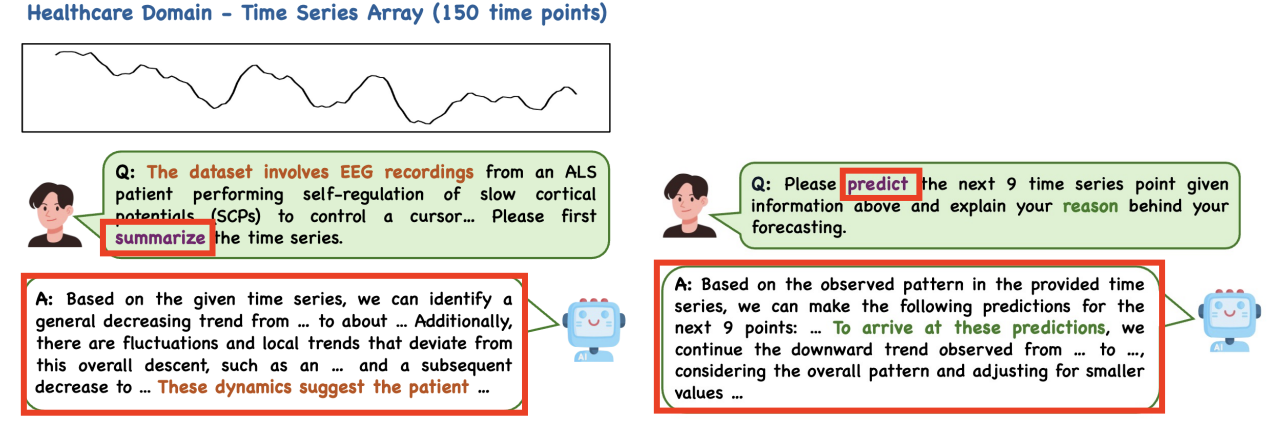 Healthcare Domain - Time Series Array (150 time points)
Q: The dataset involves EEG recordings from an ALS
patient performing self-regulation of slow cortical
potentials (SCPs) to control a cursor... Please first
summarize the time series.
A: Based on the given time series, we can identify a
general decreasing trend from ... to about ... Additionally,
there are fluctuations and local trends that deviate from
this overall descent, such as an ... and a subsequent
decrease to ... These dynamics suggest the patient ...
AI
Q: Please predict the next 9 time series point given
information above and explain your reason behind your
forecasting.
A: Based on the observed pattern in the provided time
series, we can make the following predictions for the
next 9 points: ... To arrive at these predictions, we
continue the downward trend observed from ... to ...,
considering the overall pattern and adjusting for smaller
values ...
AI